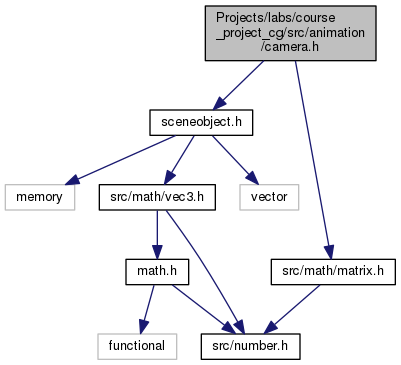 Projects/labs/course
_project_cg/src/animation
/camera.h
sceneobject.h
memory
src/math/vec3.h
vector
math.h
src/math/matrix.h
functional
src/number.h